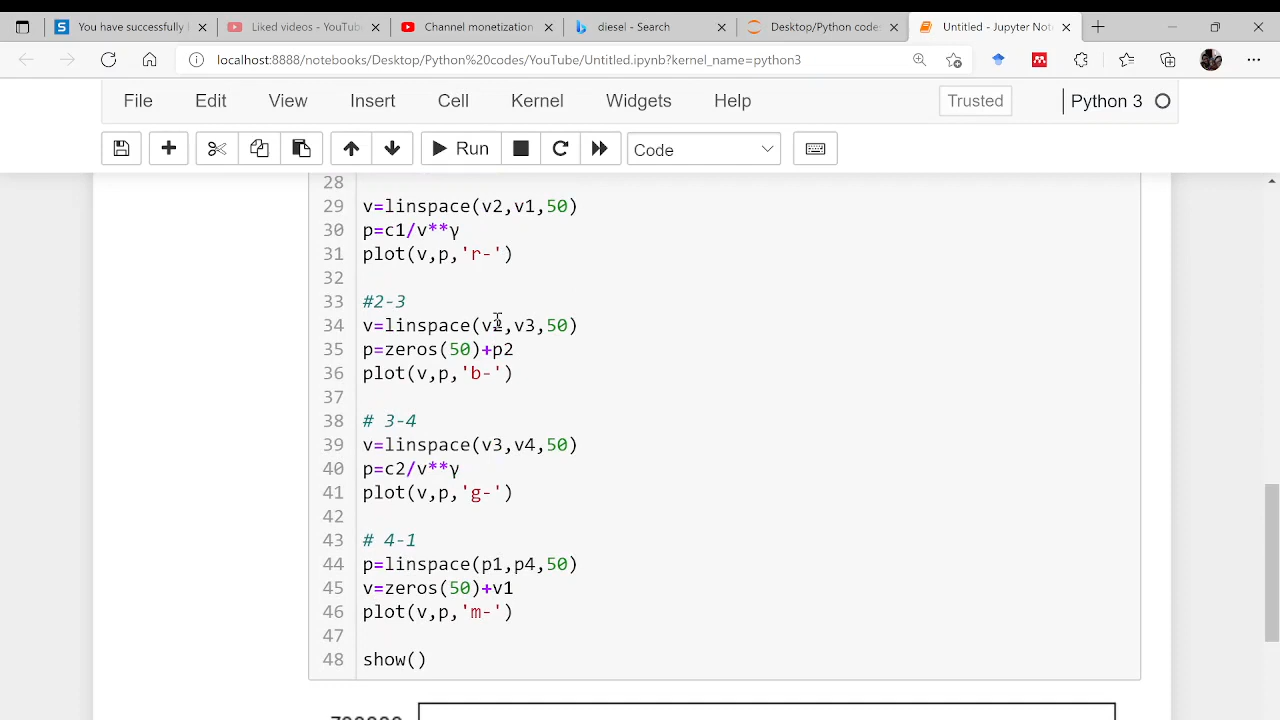 You have successfully
Liked videos - YouTub
Channel monetization
diesel - Search
Desktop/Python code
Untitled - Jupyter Not
localhost:8888/notebooks/Desktop/Python%20codes/YouTube/Untitled.ipynb?kernel_name=python3
File Edit View Insert Cell Kernel Widgets Help Trusted Python 3
Run Code
28
29 v=linspace(v2,v1,50)
30 p=c1/v**γ
31 plot(v,p,'r-')
32
33 #2-3
34 v=linspace(v2,v3,50)
35 p=zeros(50)+p2
36 plot(v,p,'b-')
37
38 # 3-4
39 v=linspace(v3,v4,50)
40 p=c2/v**γ
41 plot(v,p,'g-')
42
43 # 4-1
44 p=linspace(p1,p4,50)
45 v=zeros(50)+v1
46 plot(v,p,'m-')
47
48 show()